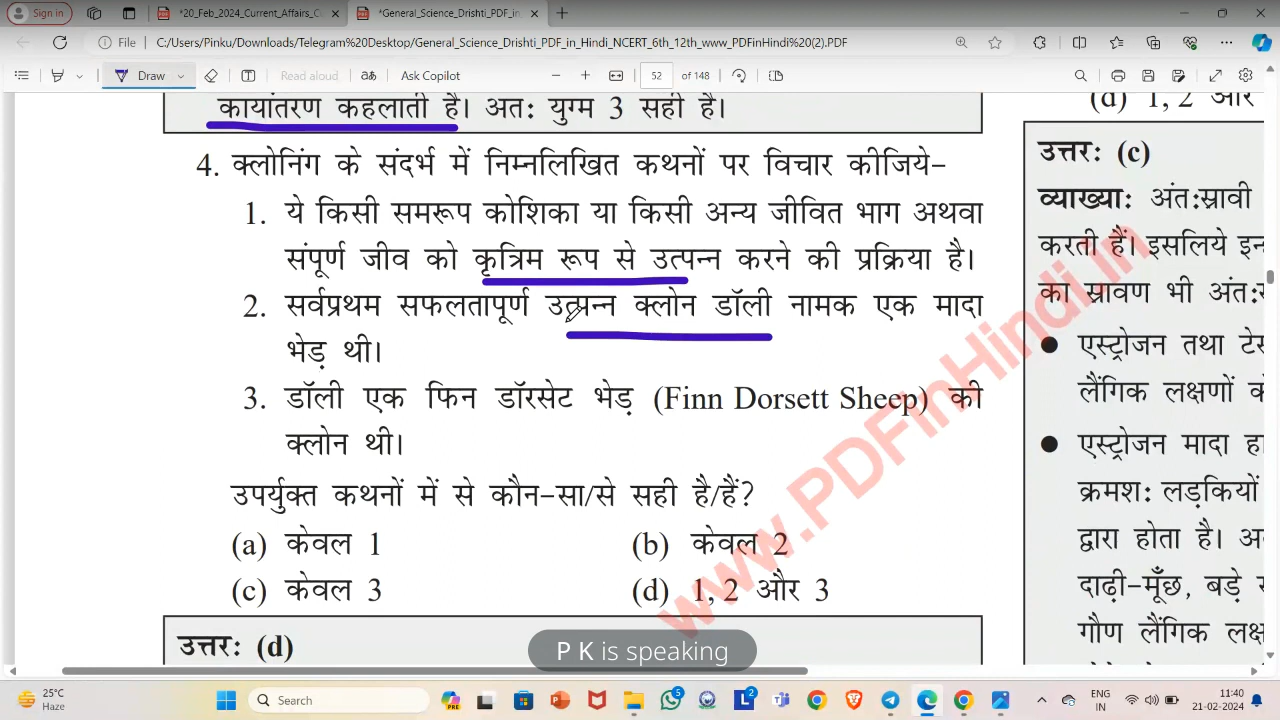 Sign in
*20_Feb_2024_Current_Affairs_C
*General_Science_Drishti_PDF_in
File
C:/Users/Pinku/Downloads/Telegram%20Desktop/General_Science_Drishti_PDF_in_Hindi_NCERT_6th_12th_www_PDFinHindi%20(2).PDF
Draw
Read aloud
Ask Copilot
52 of 148
कायांतरण कहलाती है। अतः युग्म 3 सही है।
4. क्लोनिंग के संदर्भ में निम्नलिखित कथनों पर विचार कीजिये–
1. ये किसी समरूप कोशिका या किसी अन्य जीवित भाग अथवा
संपूर्ण जीव को कृत्रिम रूप से उत्पन्न करने की प्रक्रिया है।
2. सर्वप्रथम सफलतापूर्ण उत्पन्न क्लोन डॉली नामक एक मादा
भेड़ थी।
3. डॉली एक फिन डॉरसेट भेड़ (Finn Dorsett Sheep) की
क्लोन थी।
उपर्युक्त कथनों में से कौन-सा/से सही है/हैं?
(a) केवल 1
(b) केवल 2
(c) केवल 3
(d) 1, 2 और 3
उत्तरः (d)
(d) 1, 2 और
उत्तरः (c)
व्याख्याः अंतःस्रावी
करती हैं। इसलिये इन
का स्रावण भी अंतः
● एस्ट्रोजन तथा
लैंगिक लक्षणों
● एस्ट्रोजन मादा
क्रमशः लड़कियों
द्वारा होता है।
दाढ़ी-मूँछ, बड़े
गौण लैंगिक
www.PDFinHindi.in
P K is speaking
25°C
Haze
Search
PRE
5
2
ENG
IN
11:40
21-02-2024